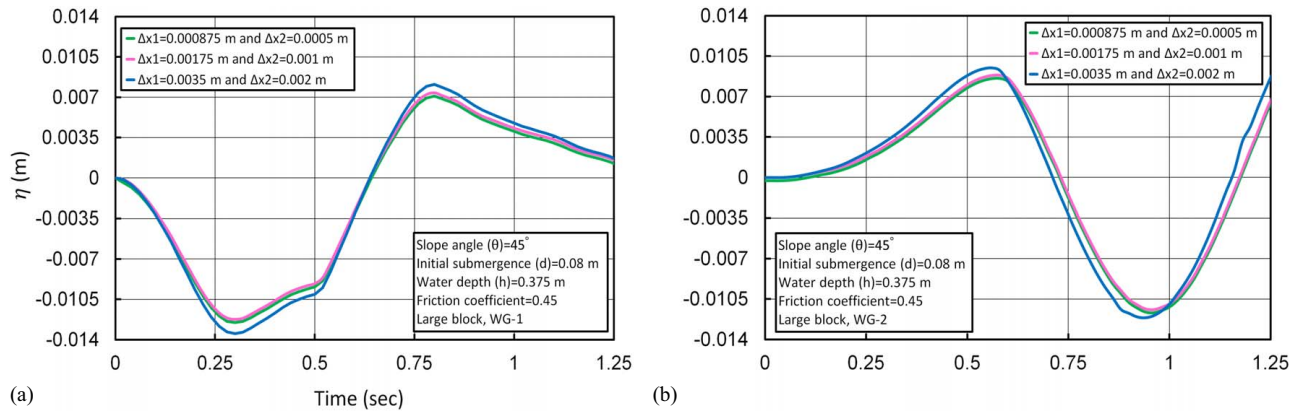 0.014
0.0105
0.007
0.0035
0
-0.0035
-0.007
-0.0105
-0.014
η (m)
Δx1=0.000875 m and Δx2=0.0005 m
Δx1=0.00175 m and Δx2=0.001 m
Δx1=0.0035 m and Δx2=0.002 m
Slope angle (θ)=45°
Initial submergence (d)=0.08 m
Water depth (h)=0.375 m
Friction coefficient=0.45
Large block, WG-1
0 0.25 0.5 0.75 1 1.25
(a) Time (sec)
0.014
0.0105
0.007
0.0035
0
-0.0035
-0.007
-0.0105
-0.014
Δx1=0.000875 m and Δx2=0.0005 m
Δx1=0.00175 m and Δx2=0.001 m
Δx1=0.0035 m and Δx2=0.002 m
Slope angle (θ)=45°
Initial submergence (d)=0.08 m
Water depth (h)=0.375 m
Friction coefficient=0.45
Large block, WG-2
0 0.25 0.5 0.75 1 1.25
(b)